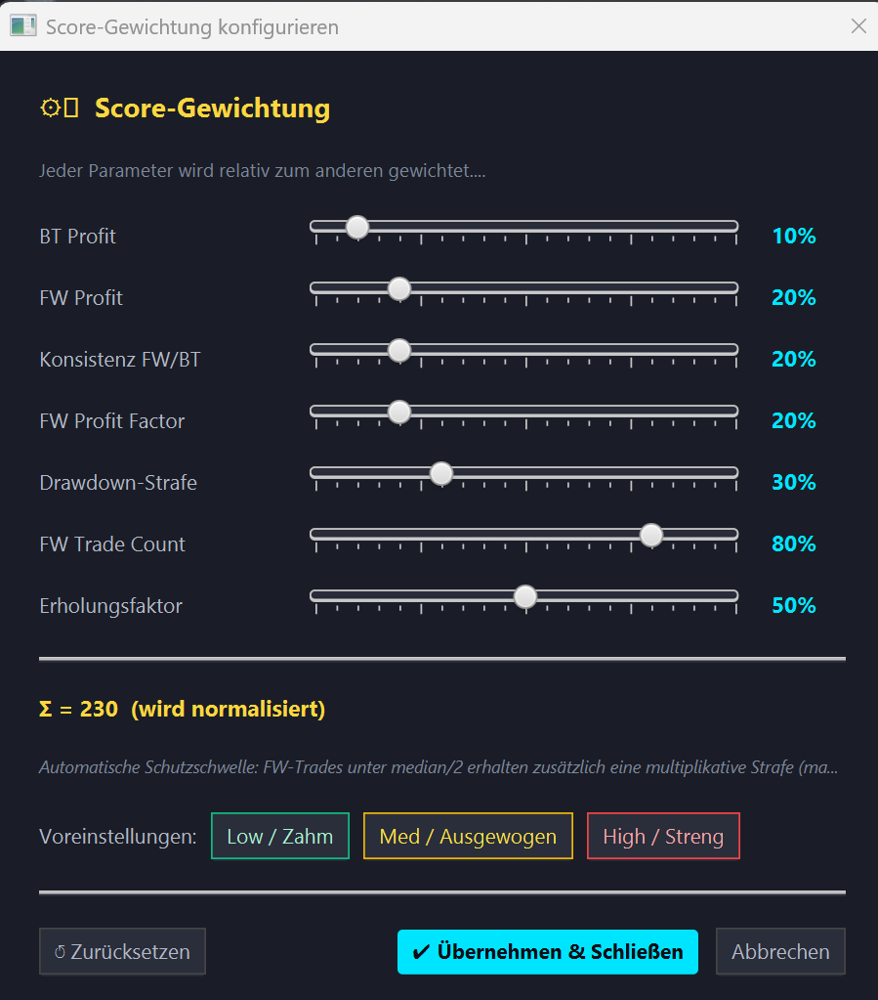 Score-Gewichtung konfigurieren
⚙ Score-Gewichtung
Jeder Parameter wird relativ zum anderen gewichtet....
BT Profit 10%
FW Profit 20%
Konsistenz FW/BT 20%
FW Profit Factor 20%
Drawdown-Strafe 30%
FW Trade Count 80%
Erholungsfaktor 50%
Σ = 230 (wird normalisiert)
Automatische Schutzschwelle: FW-Trades unter median/2 erhalten zusätzlich eine multiplikative Strafe (ma...
Voreinstellungen: Low / Zahm Med / Ausgewogen High / Streng
↺ Zurücksetzen ✔ Übernehmen & Schließen Abbrechen